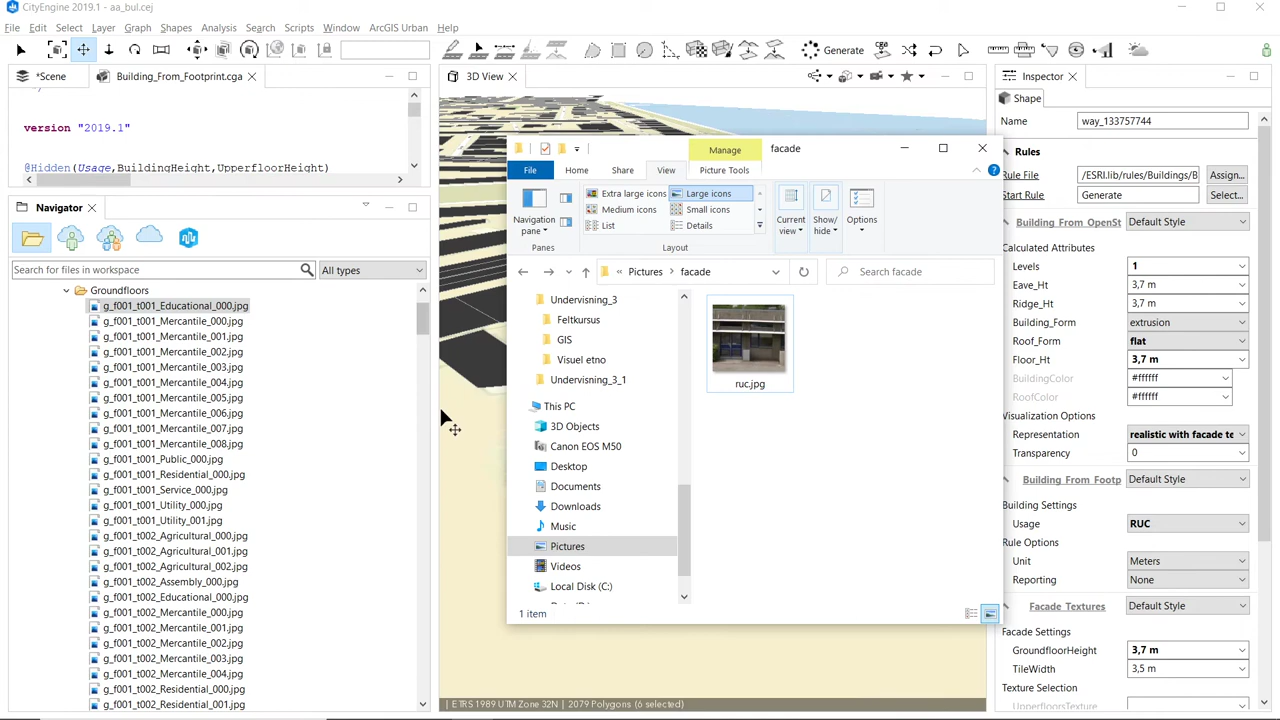 CityEngine 2019.1 - aa_bul.cej
File Edit Select Layer Graph Shapes Search Scripts Window ArcGIS Urban Help
Generate
*Scene
Building_From_Footprint.cga
3D View
Inspector
Shape
version "2019.1"
@Hidden(Usage,BuildingHeight,UpperfloorHeight)
Navigator
Search for files in workspace
All types
Groundfloors
g_f001_t001_Educational_000.jpg
g_f001_t001_Mercantile_000.jpg
g_f001_t001_Mercantile_001.jpg
g_f001_t001_Mercantile_002.jpg
g_f001_t001_Mercantile_003.jpg
g_f001_t001_Mercantile_004.jpg
g_f001_t001_Mercantile_005.jpg
g_f001_t001_Mercantile_006.jpg
g_f001_t001_Mercantile_007.jpg
g_f001_t001_Mercantile_008.jpg
g_f001_t001_Public_000.jpg
g_f001_t001_Residential_000.jpg
g_f001_t001_Service_000.jpg
g_f001_t001_Utility_000.jpg
g_f001_t001_Utility_001.jpg
g_f001_t002_Agricultural_000.jpg
g_f001_t002_Agricultural_001.jpg
g_f001_t002_Agricultural_002.jpg
g_f001_t002_Assembly_000.jpg
g_f001_t002_Educational_000.jpg
g_f001_t002_Mercantile_000.jpg
g_f001_t002_Mercantile_001.jpg
g_f001_t002_Mercantile_002.jpg
g_f001_t002_Mercantile_003.jpg
g_f001_t002_Mercantile_004.jpg
g_f001_t002_Residential_000.jpg
g_f001_t002_Residential_001.jpg
Manage
facade
File
Home
Share
View
Picture Tools
Navigation pane
Panes
Extra large icons
Large icons
Medium icons
Small icons
List
Details
Layout
Current view
Show/ hide
Options
« Pictures > facade
Search facade
Undervisning_3
Feltkursus
GIS
Visuel etno
Undervisning_3_1
This PC
3D Objects
Canon EOS M50
Desktop
Documents
Downloads
Music
Pictures
Videos
Local Disk (C:)
ruc.jpg
1 item
ETRS 1989 UTM Zone 32N | 2079 Polygons (6 selected)
Name
Rules
Rule File /ESRI.lib/rules/Buildings/B Assign...
Start Rule Generate Select...
Building_From_OpenSt Default Style
Calculated Attributes
Levels 1
Eave_Ht 3,7 m
Ridge_Ht 3,7 m
Building_Form extrusion
Roof_Form flat
Floor_Ht 3,7 m
BuildingColor #ffffff
RoofColor #ffffff
Visualization Options
Representation realistic with facade te
Transparency 0
Building_From_Footp Default Style
Building Settings
Usage RUC
Rule Options
Unit Meters
Reporting None
Facade_Textures Default Style
Facade Settings
GroundfloorHeight 3,7 m
TileWidth 3,5 m
Texture Selection
UpperfloorsTexture